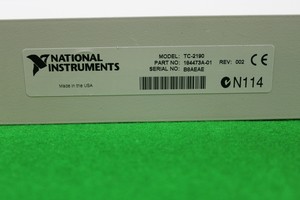 NATIONAL
INSTRUMENTS
Made in the USA
MODEL: TC-2190
PART NO: 184473A-01 REV: 002 CE
SERIAL NO: B6AEAE
N114